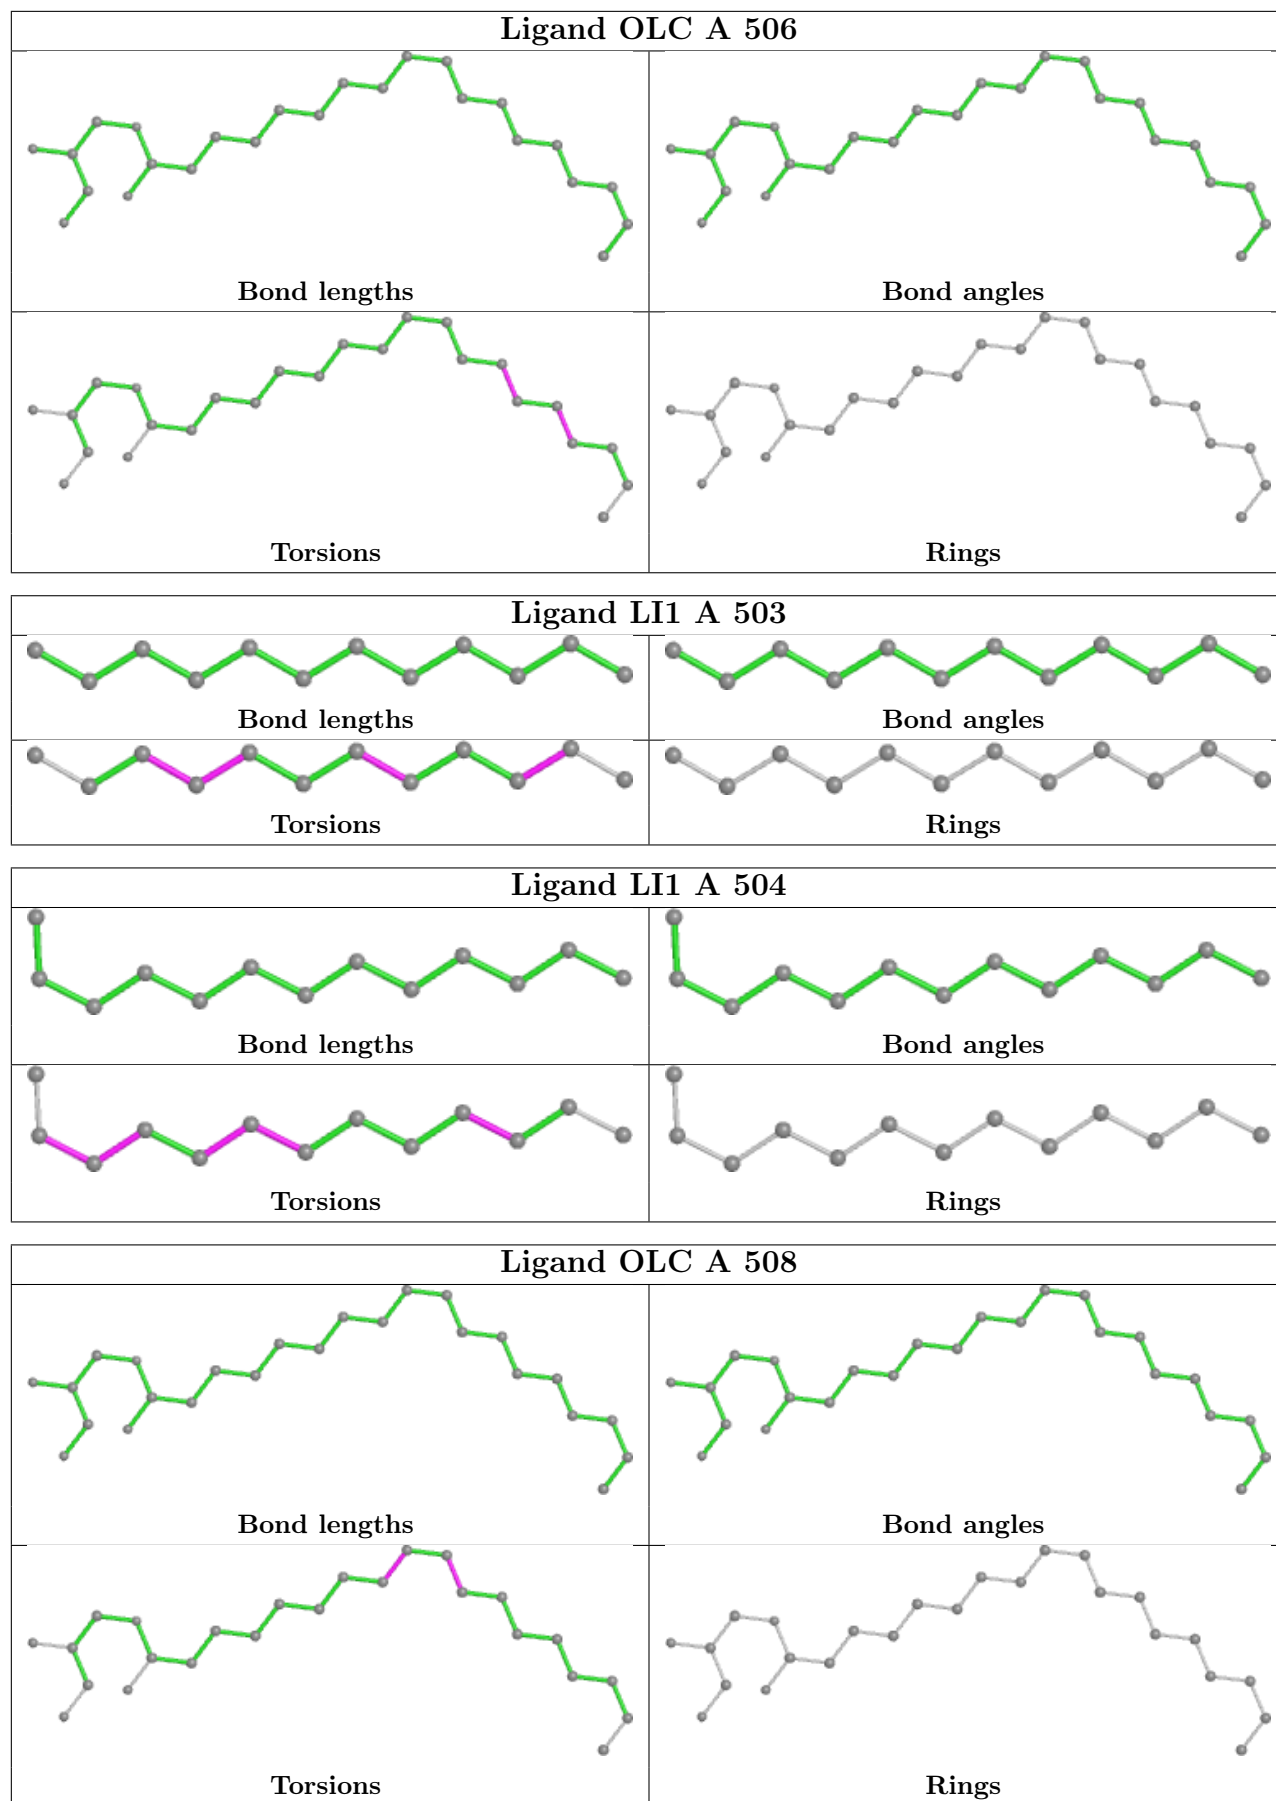 Ligand OLC A 506
Bond lengths
Bond angles
Torsions
Rings
Ligand LI1 A 503
Bond lengths
Bond angles
Torsions
Rings
Ligand LI1 A 504
Bond lengths
Bond angles
Torsions
Rings
Ligand OLC A 508
Bond lengths
Bond angles
Torsions
Rings